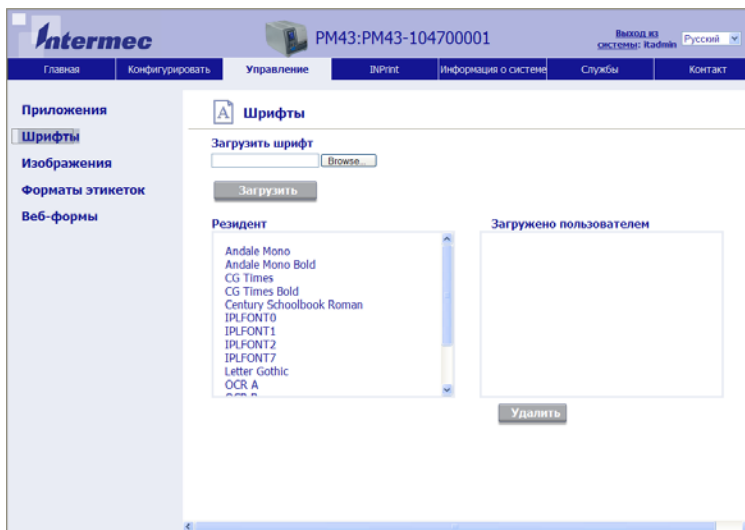 Intermec
PM43:PM43-104700001
Выход из
системы: itadmin
Русский
Главная
Конфигурировать
Управление
INPrint
Информация о системе
Службы
Контакт
Приложения
Шрифты
Изображения
Форматы этикеток
Веб-формы
A Шрифты
Загрузить шрифт
Browse...
Загрузить
Резидент
Andale Mono
Andale Mono Bold
CG Times
CG Times Bold
Century Schoolbook Roman
IPLFONT0
IPLFONT1
IPLFONT2
IPLFONT7
Letter Gothic
OCR A
Загружено пользователем
Удалить